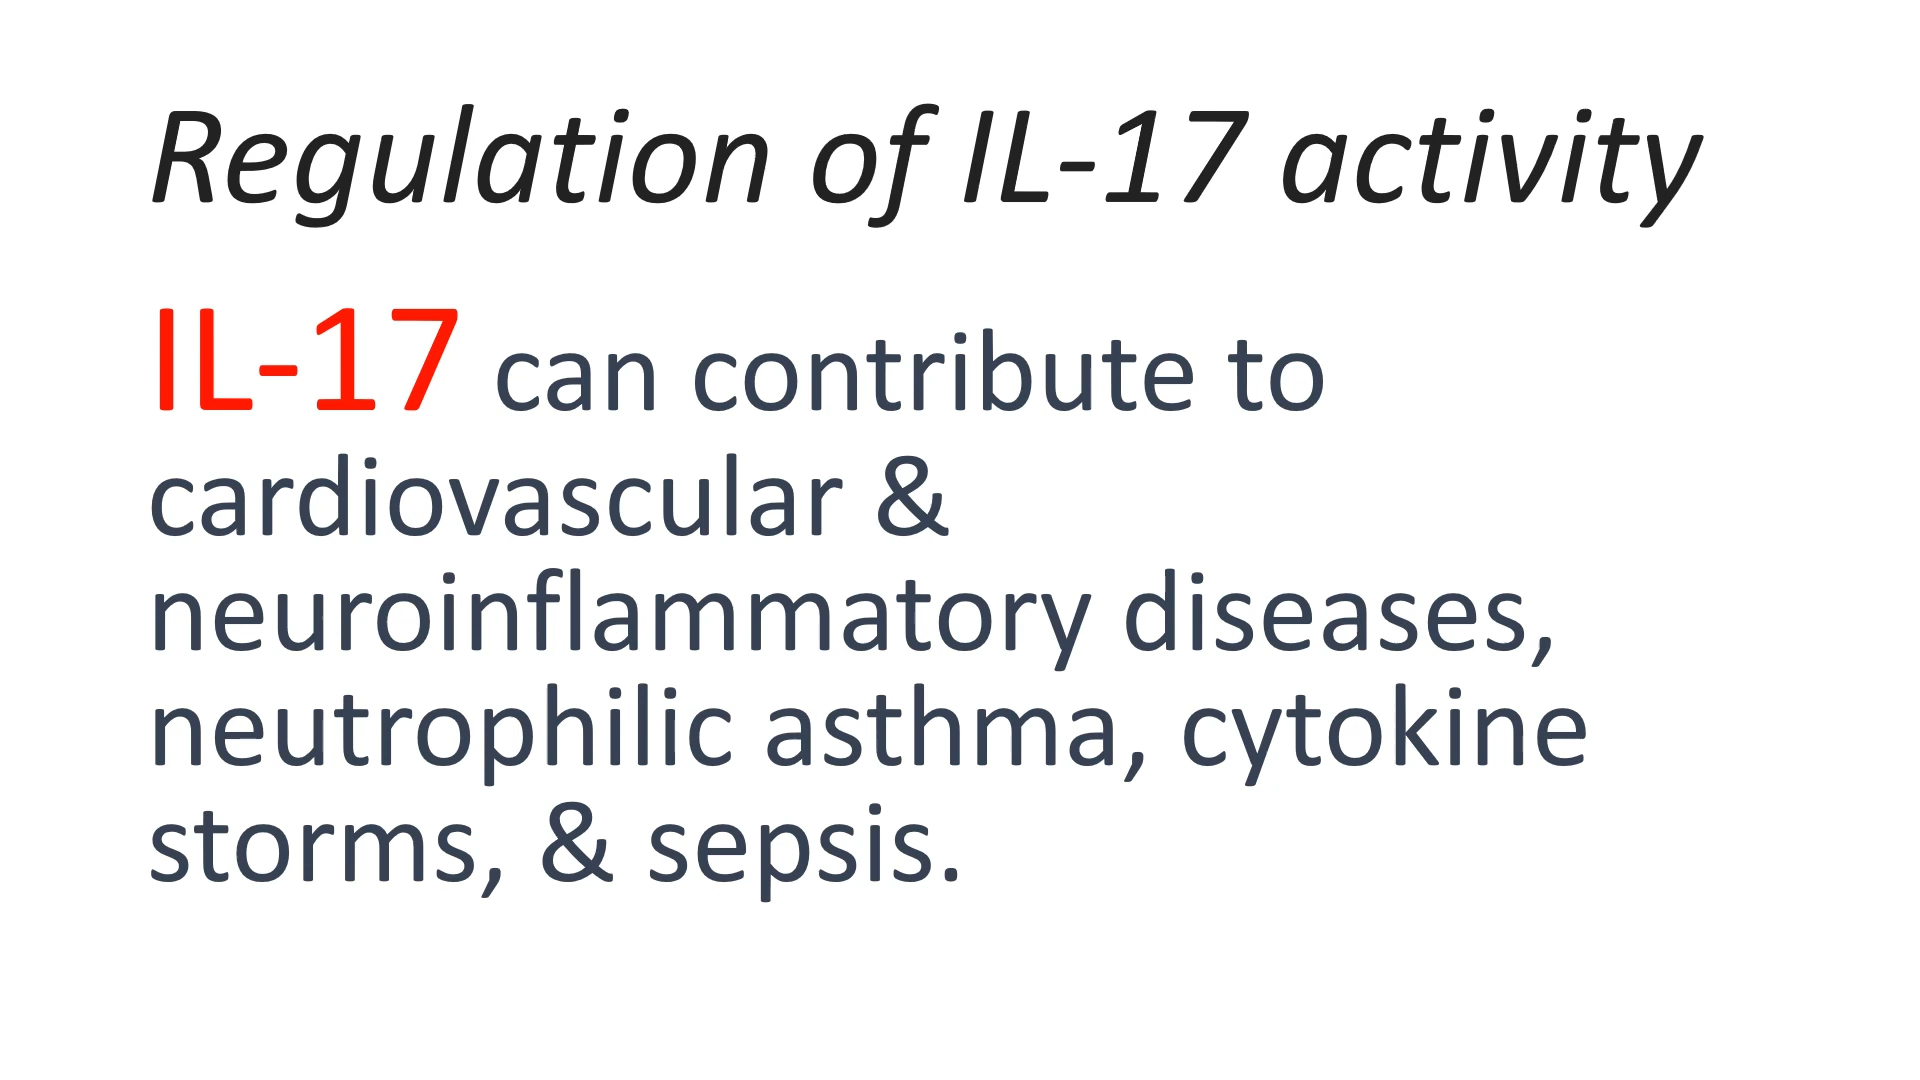 Regulation of IL-17 activity
IL-17 can contribute to
cardiovascular &
neuroinflammatory diseases,
neutrophilic asthma, cytokine
storms, & sepsis.